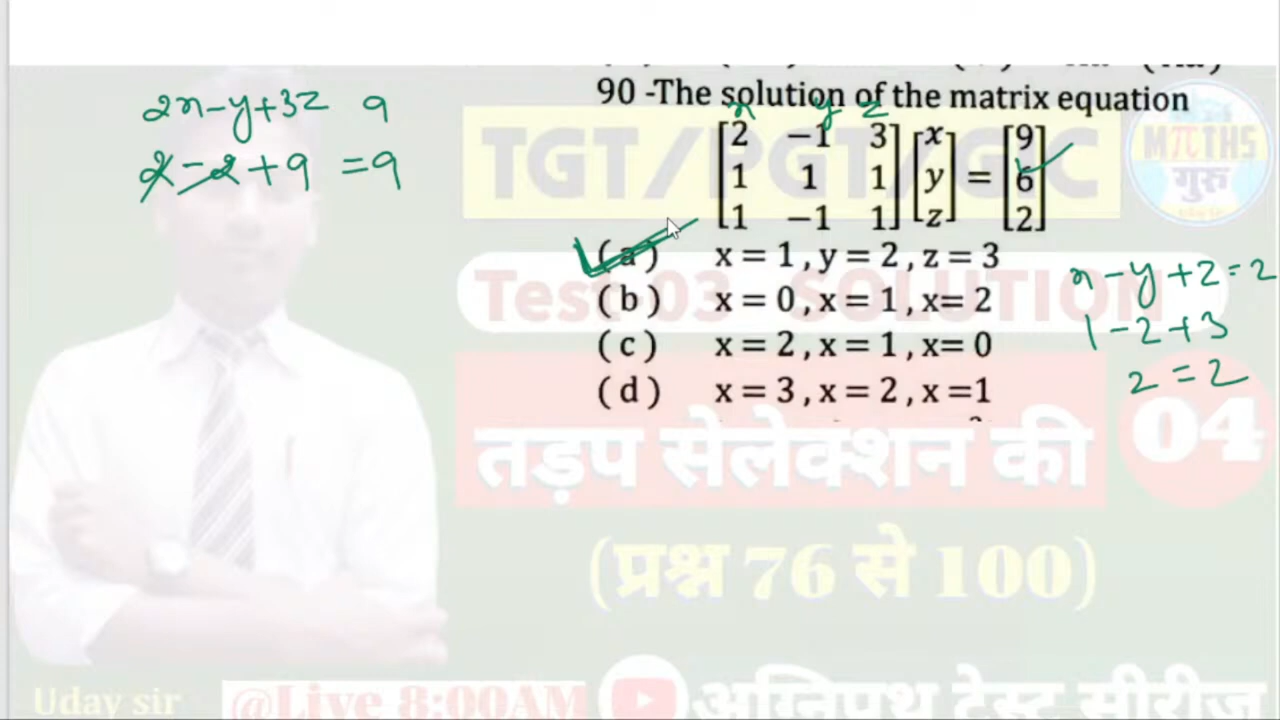 2x-y+3z 9
2-2+9 =9
90 -The solution of the matrix equation
x y z
[2 -1 3] [x] [9]
[1 1 1] [y] = [6]
[1 -1 1] [z] [2]
(a) x = 1 , y = 2 , z = 3
(b) x = 0 , x = 1 , x= 2
(c) x = 2 , x = 1 , x= 0
(d) x = 3 , x = 2 , x =1
x-y+z=2
1-2+3
2=2
TGT/PGT/GIC
MπTHS
गुरु
Test 03 SOLUTION
तड़प सेलेक्शन की 04
(प्रश्न 76 से 100)
Uday sir @Live 8:00AM अग्निपथ टेस्ट सीरीज